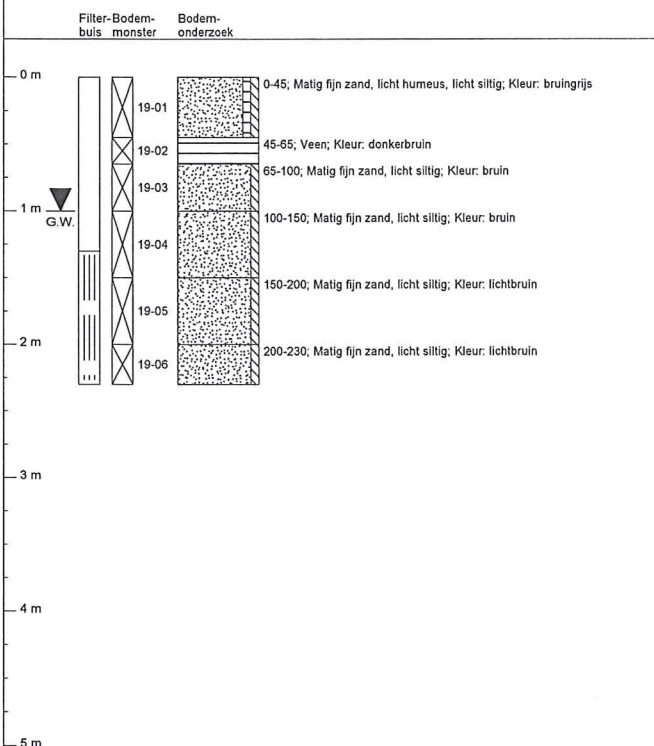 Filter- Bodem- Bodem-
buis monster onderzoek
0 m
0-45; Matig fijn zand, licht humeus, licht siltig; Kleur: bruingrijs
19-01
45-65; Veen; Kleur: donkerbruin
19-02
65-100; Matig fijn zand, licht siltig; Kleur: bruin
19-03
1 m
G.W.
100-150; Matig fijn zand, licht siltig; Kleur: bruin
19-04
150-200; Matig fijn zand, licht siltig; Kleur: lichtbruin
19-05
2 m
200-230; Matig fijn zand, licht siltig; Kleur: lichtbruin
19-06
3 m
4 m
5 m